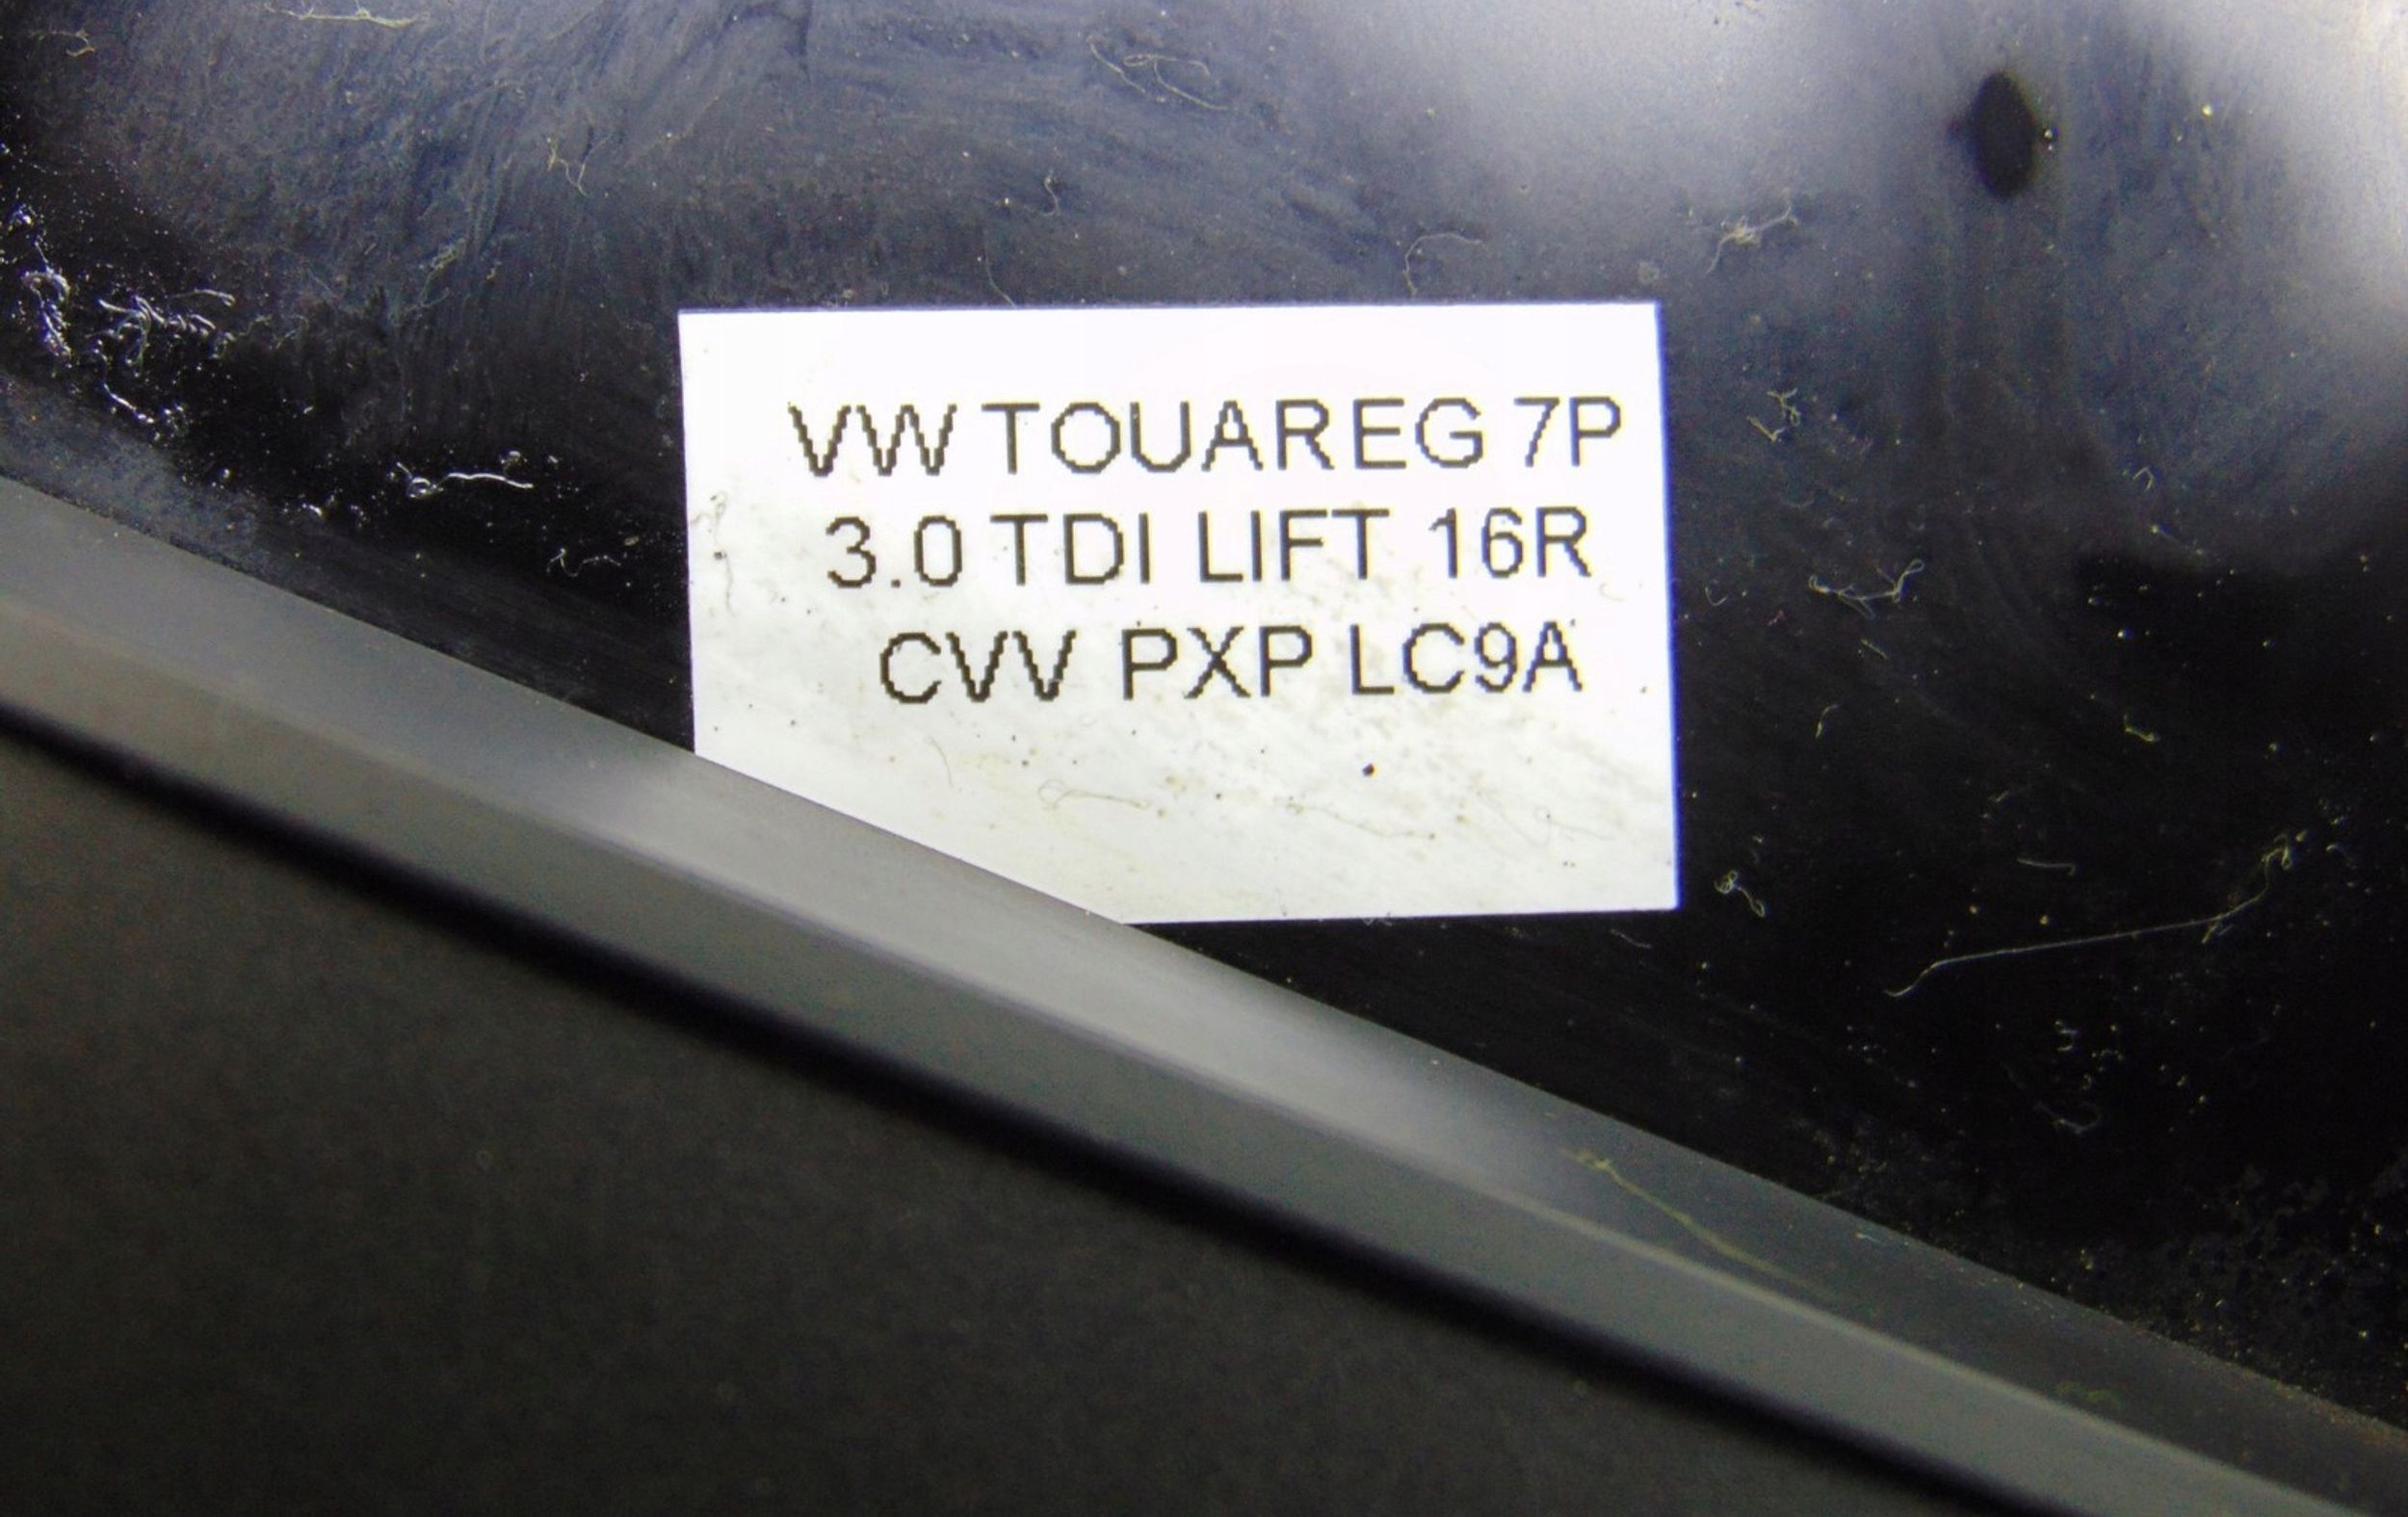 VW TOUAREG 7P
3.0 TDI LIFT 16R
CVV PXP LC9A